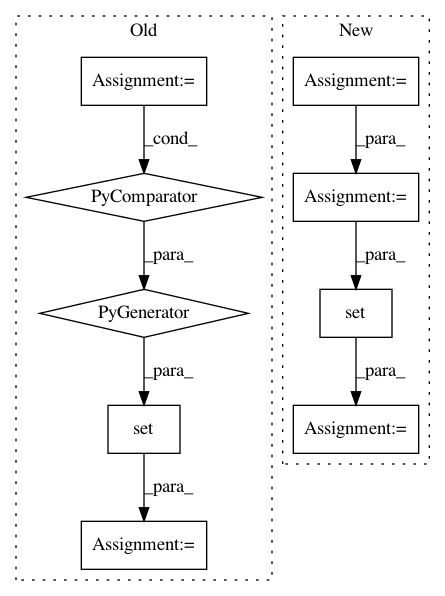 Old
Assignment:=
_cond_
PyComparator
_para_
PyGenerator
_para_
set
_para_
Assignment:=
New
Assignment:=
_para_
Assignment:=
_para_
set
_para_
Assignment:=